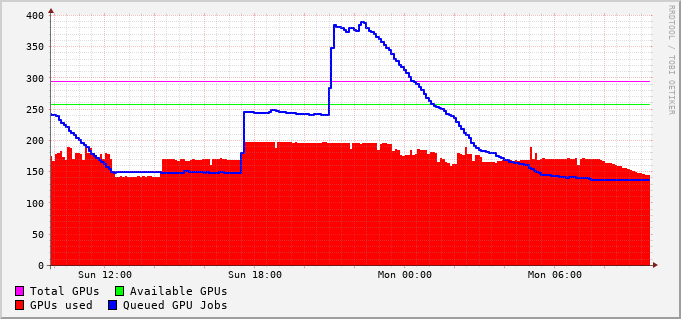 400
350
300
250
200
150
100
50
0
Sun 12:00 Sun 18:00 Mon 00:00 Mon 06:00
Total GPUs Available GPUs
GPUs used Queued GPU Jobs
RRDTOOL / TOBI OETIKER